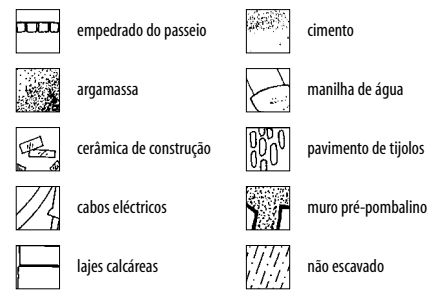 empedrado do passeio
argamassa
cerâmica de construção
cabos eléctricos
lajes calcáreas
cimento
manilha de água
pavimento de tijolos
muro pré-pombalino
não escavado